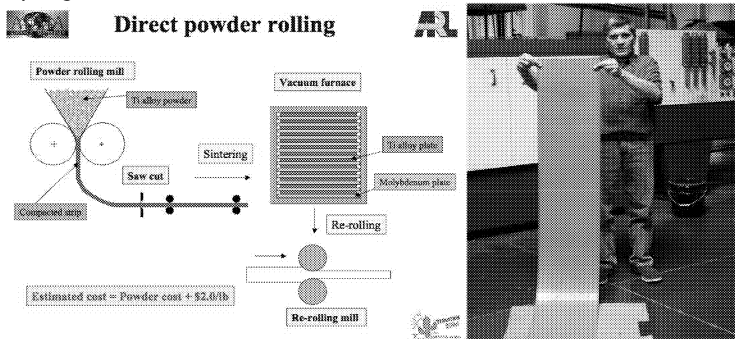 Direct powder rolling
ARL
Powder rolling mill
Ti alloy powder
Vacuum furnace
Sintering
Ti alloy plate
Saw cut
Molybdenum plate
Compacted strip
Re-rolling
Estimated cost = Powder cost + $2.0/lb
Re-rolling mill